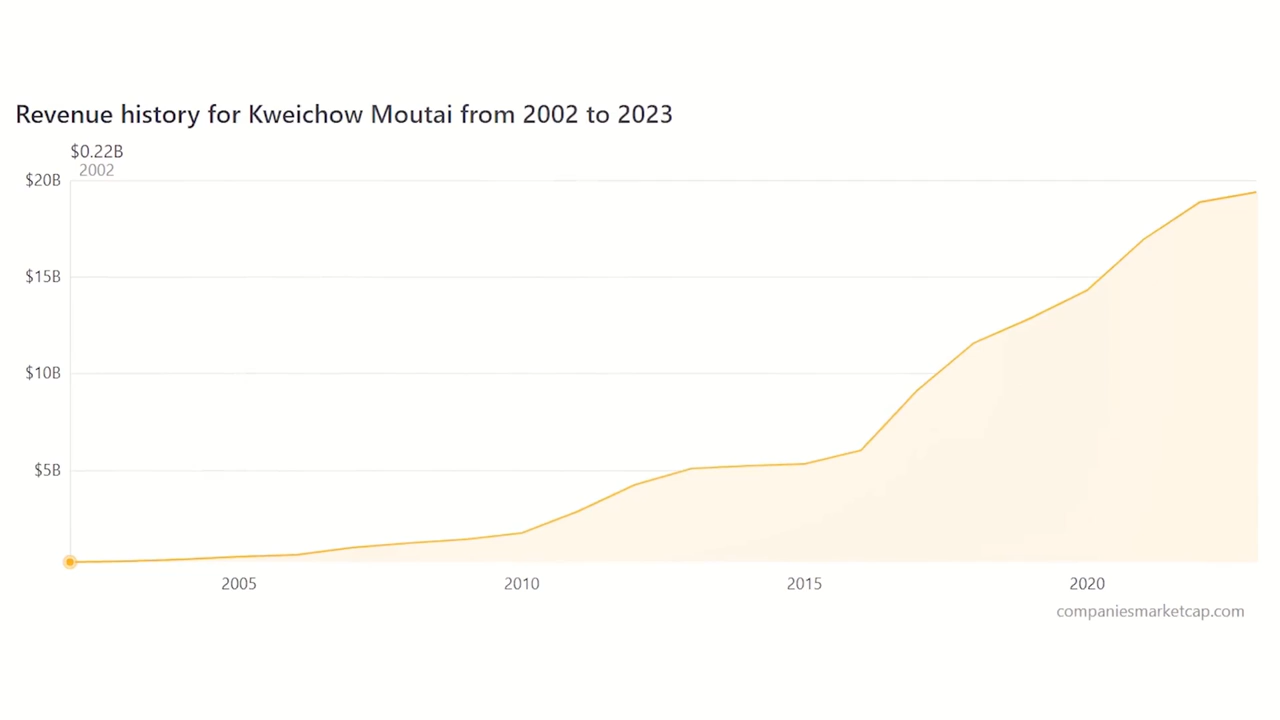 Revenue history for Kweichow Moutai from 2002 to 2023
$0.22B
2002
$20B
$15B
$10B
$5B
2005 2010 2015 2020
companiesmarketcap.com